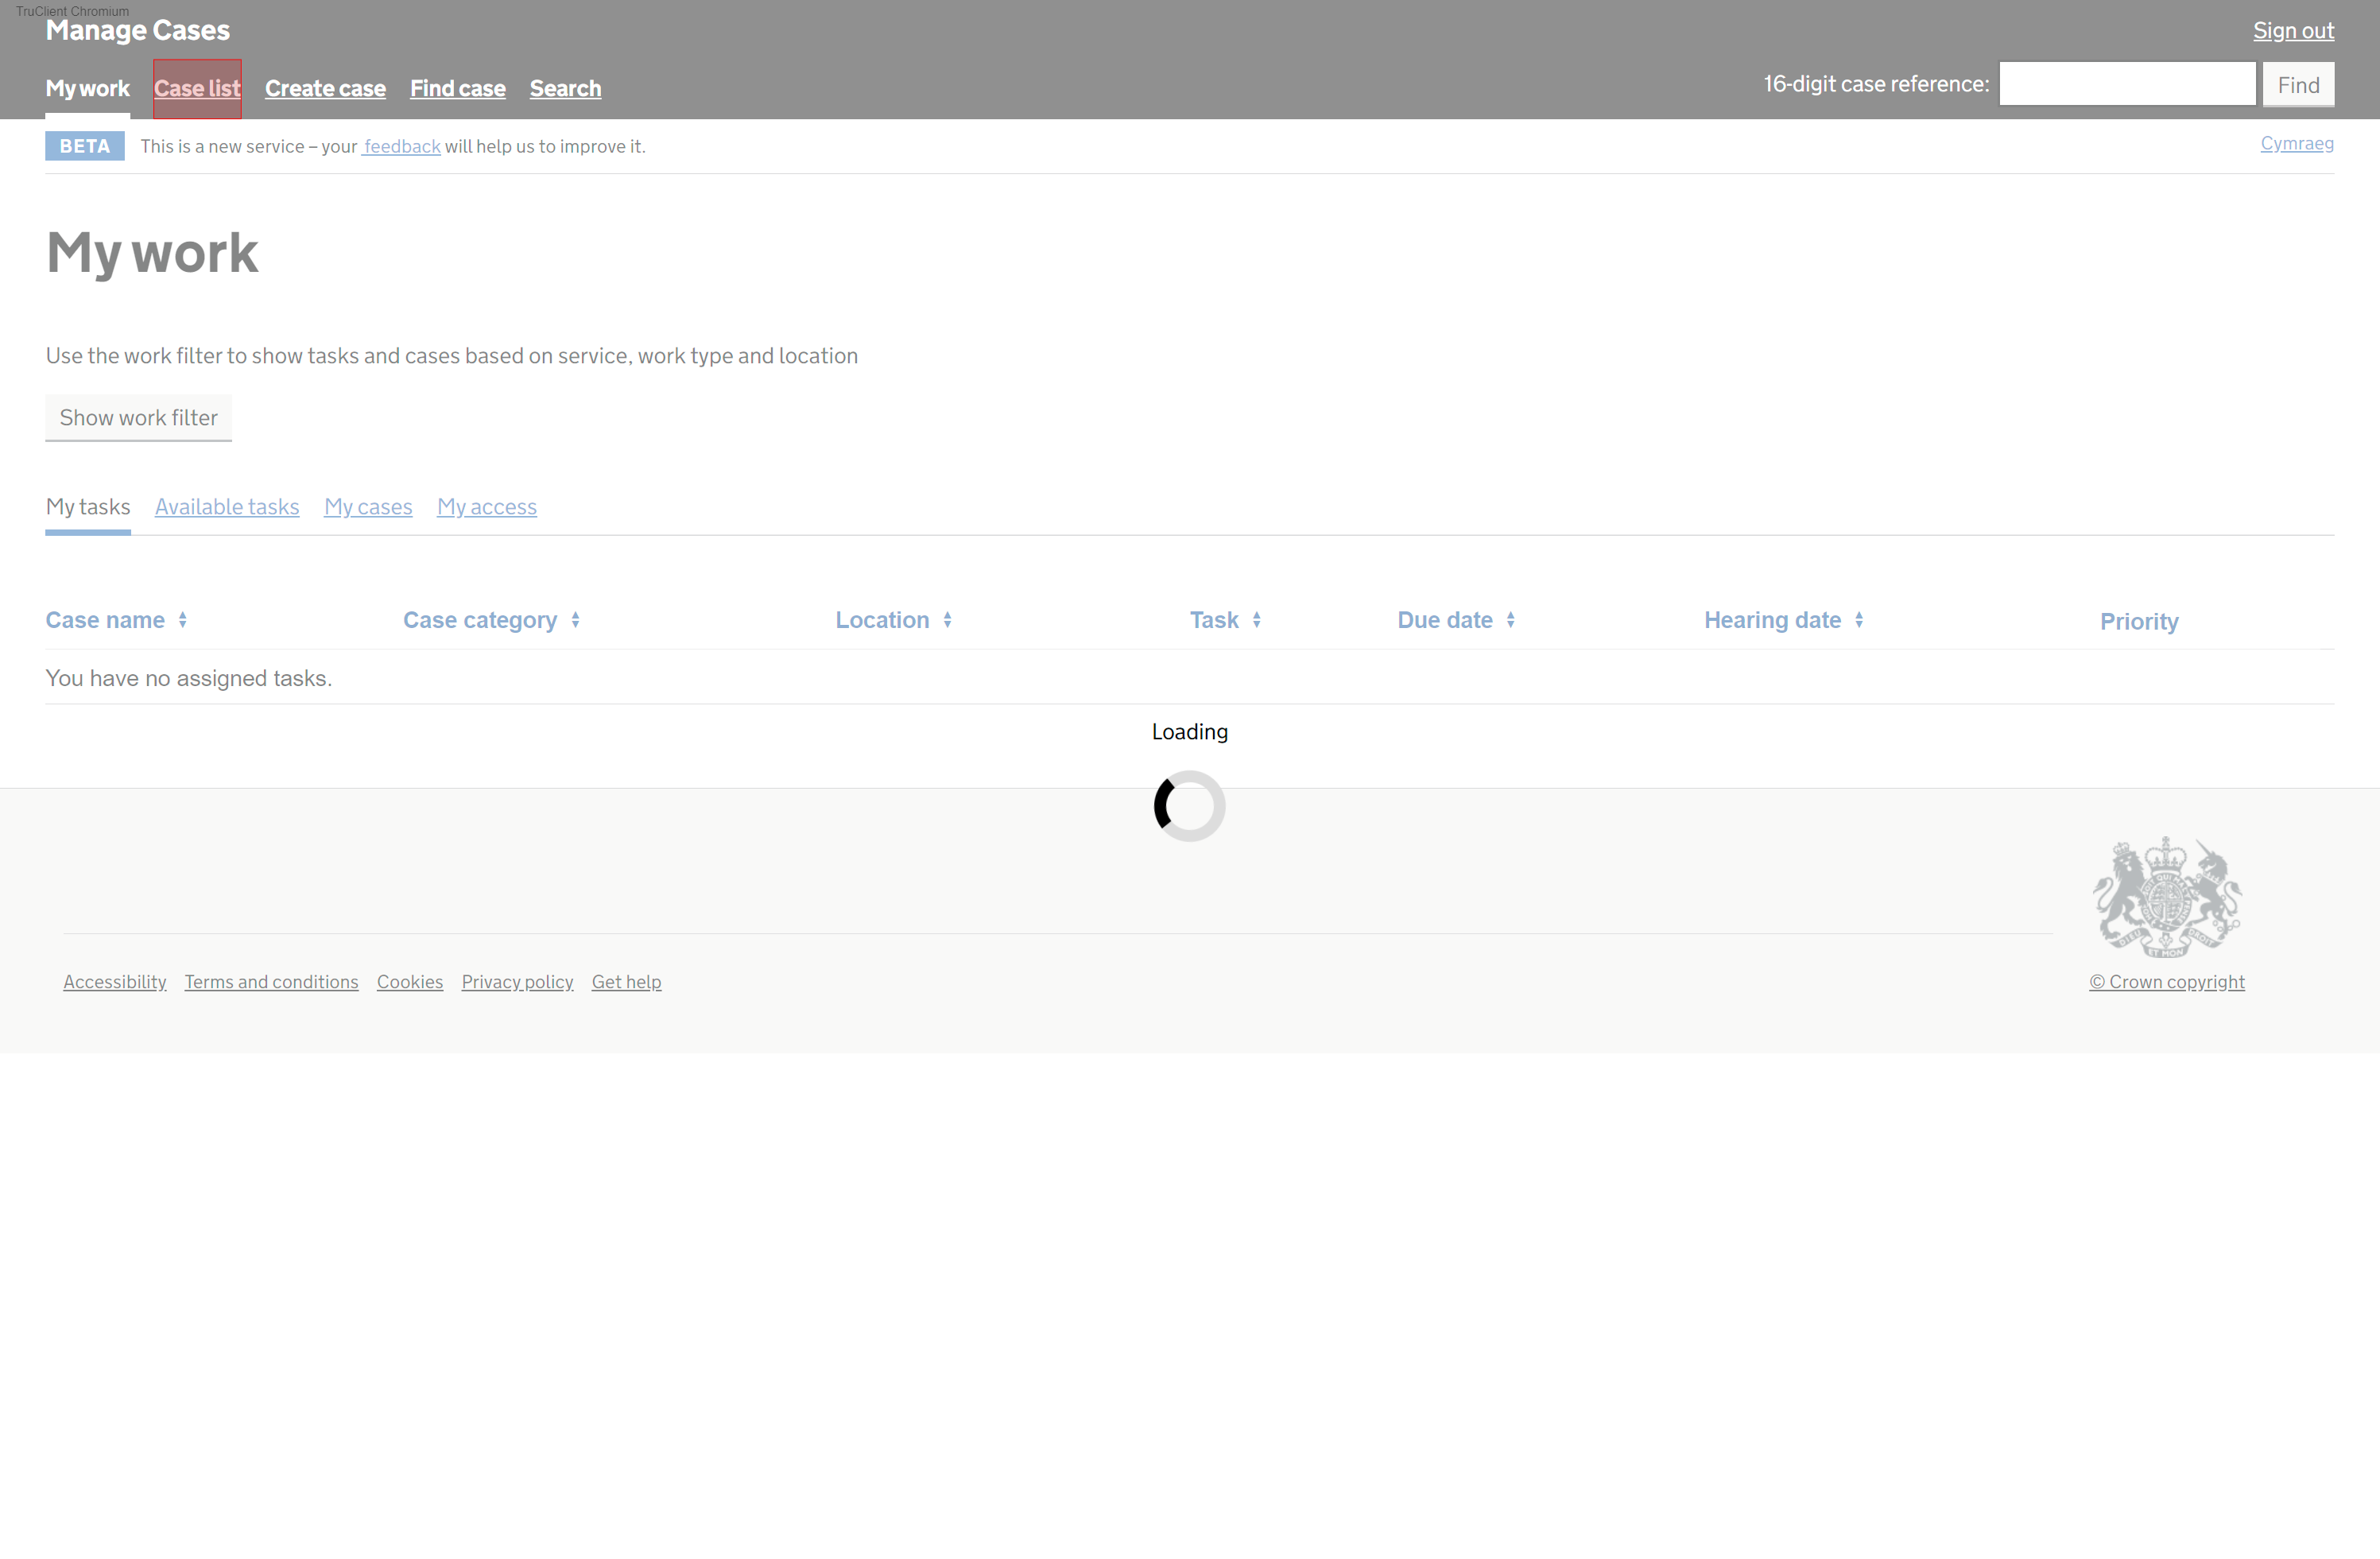 TruClient Chromium
Manage Cases
Sign out
My work Case list Create case Find case Search
16-digit case reference: Find
BETA This is a new service – your feedback will help us to improve it.
Cymraeg
My work
Use the work filter to show tasks and cases based on service, work type and location
Show work filter
My tasks Available tasks My cases My access
Case name Case category Location Task Due date Hearing date Priority
You have no assigned tasks.
Loading
Accessibility Terms and conditions Cookies Privacy policy Get help
© Crown copyright